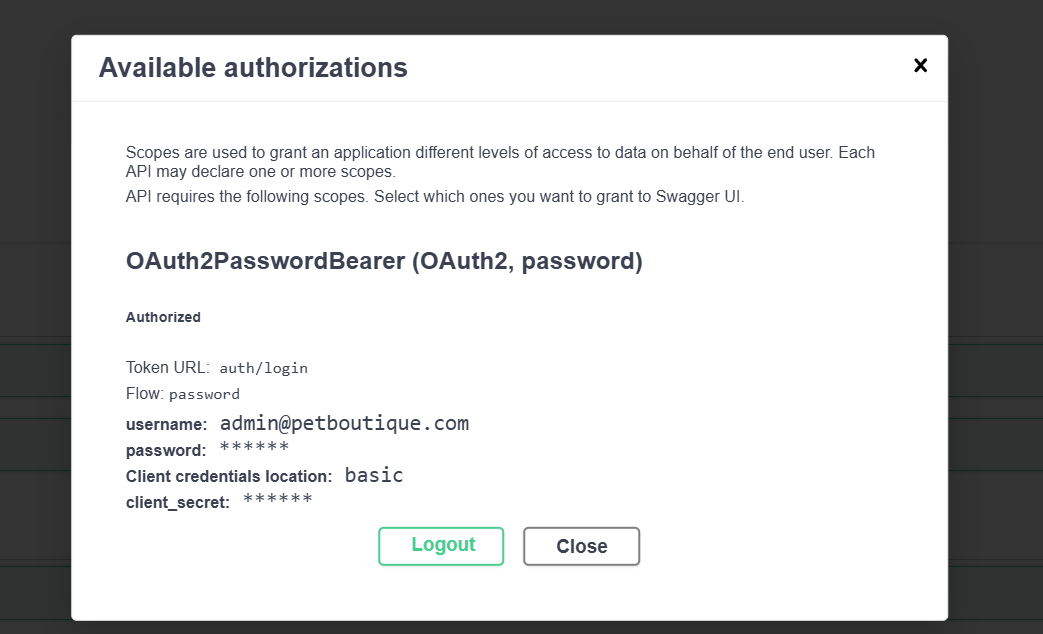 Available authorizations
Scopes are used to grant an application different levels of access to data on behalf of the end user. Each
API may declare one or more scopes.
API requires the following scopes. Select which ones you want to grant to Swagger UI.
OAuth2PasswordBearer (OAuth2, password)
Authorized
Token URL: auth/login
Flow: password
username: admin@petboutique.com
password: ******
Client credentials location: basic
client_secret: ******
Logout Close